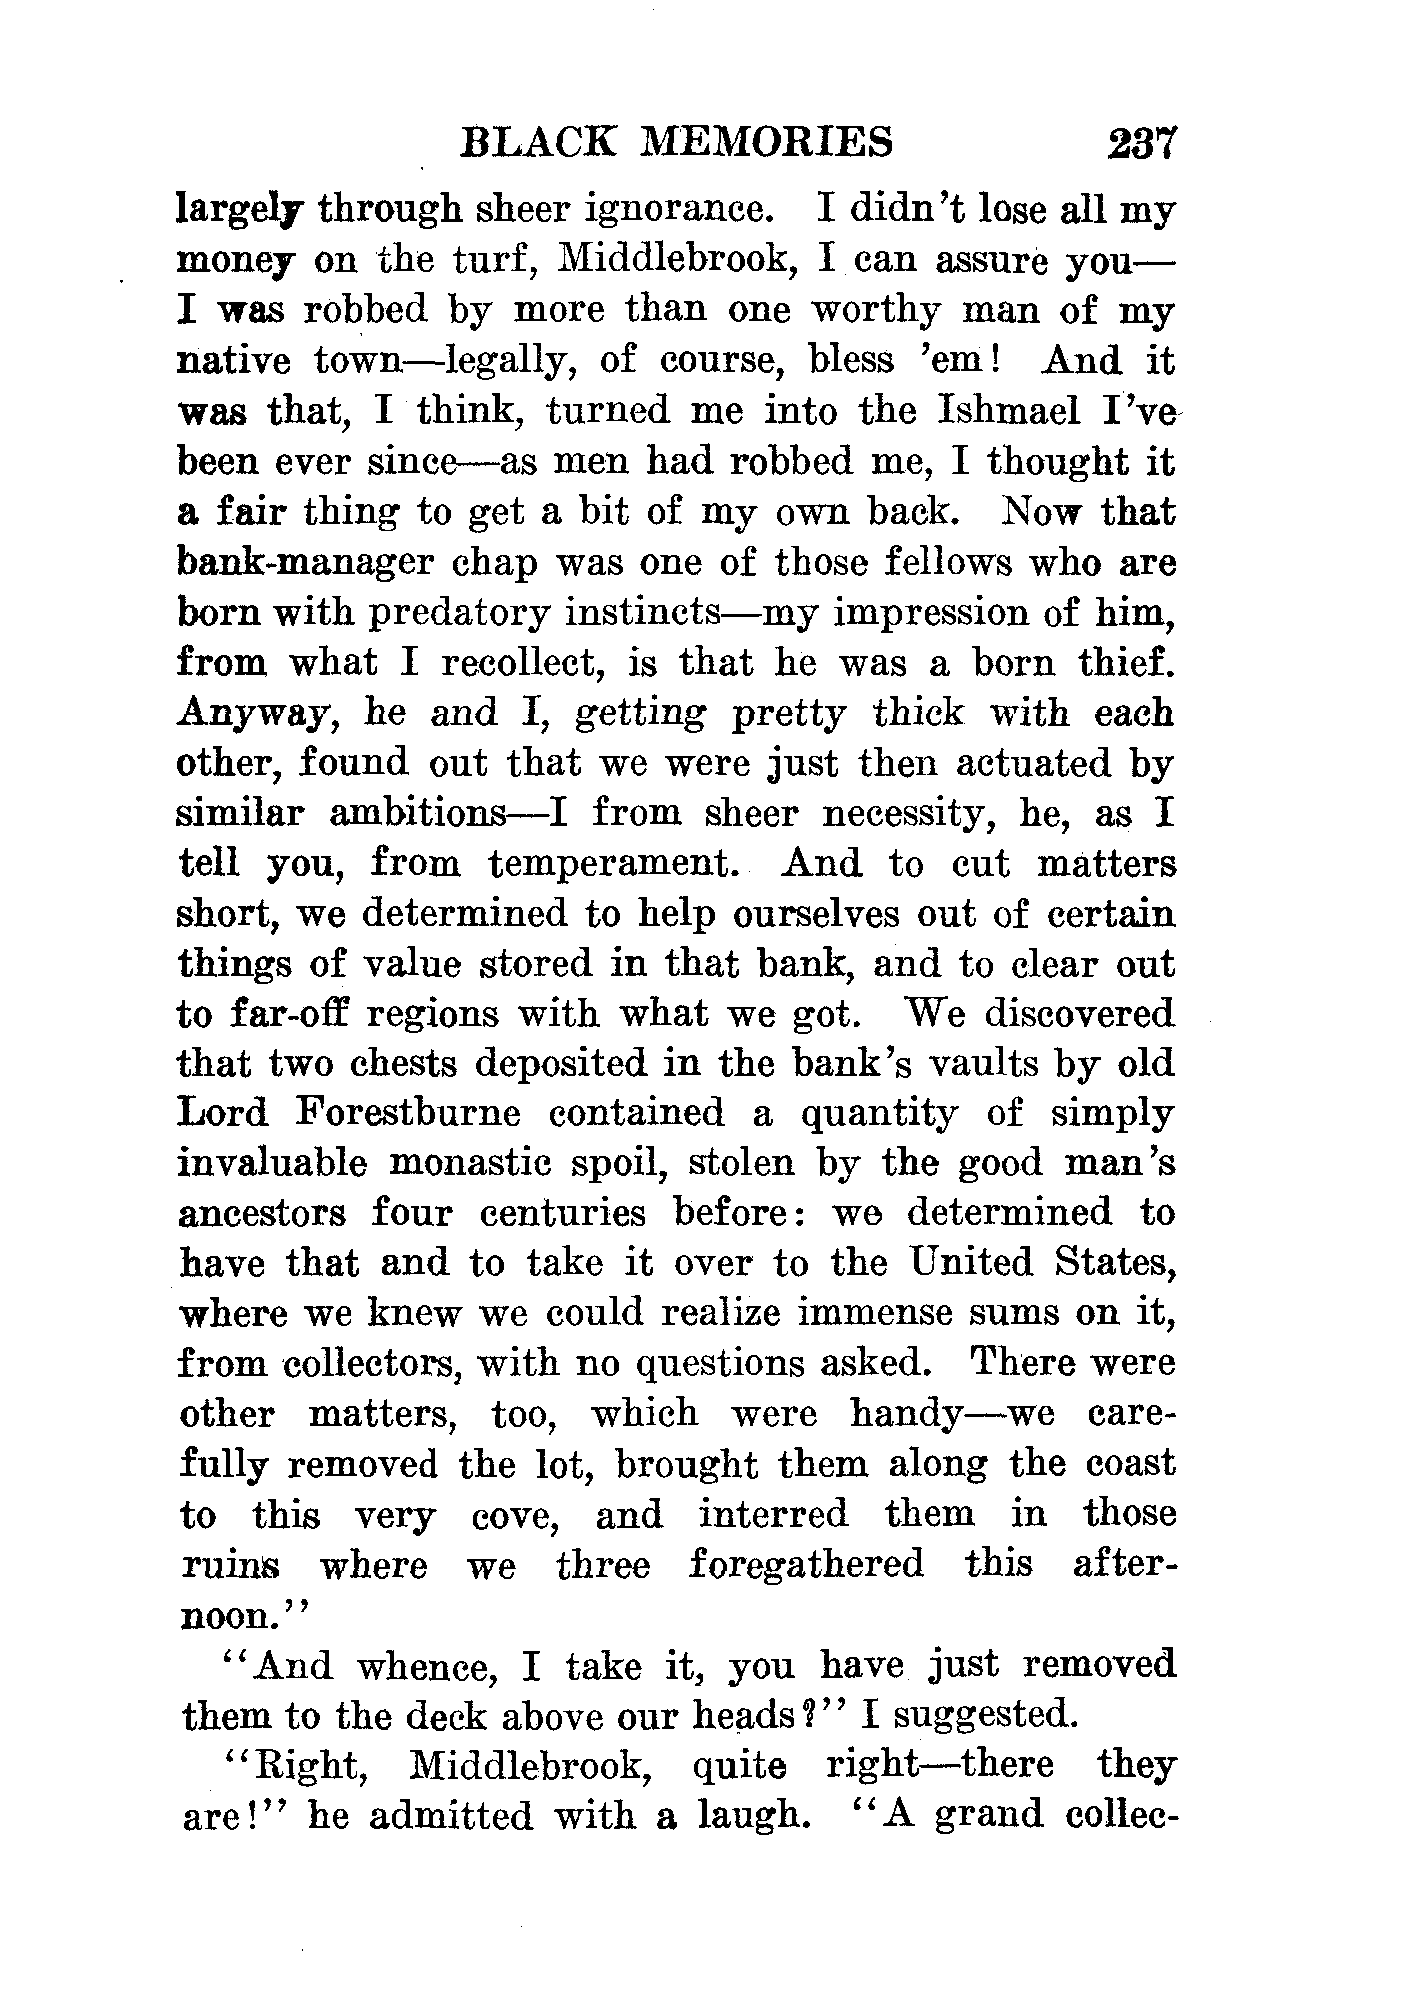 BLACK MEMORIES 237
largely through sheer ignorance. I didn't lose all my
money on the turf, Middlebrook, I can assure you—
I was robbed by more than one worthy man of my
native town—legally, of course, bless 'em! And it
was that, I think, turned me into the Ishmael I've
been ever since—as men had robbed me, I thought it
a fair thing to get a bit of my own back. Now that
bank-manager chap was one of those fellows who are
born with predatory instincts—my impression of him,
from what I recollect, is that he was a born thief.
Anyway, he and I, getting pretty thick with each
other, found out that we were just then actuated by
similar ambitions—I from sheer necessity, he, as I
tell you, from temperament. And to cut matters
short, we determined to help ourselves out of certain
things of value stored in that bank, and to clear out
to far-off regions with what we got. We discovered
that two chests deposited in the bank's vaults by old
Lord Forestburne contained a quantity of simply
invaluable monastic spoil, stolen by the good man's
ancestors four centuries before: we determined to
have that and to take it over to the United States,
where we knew we could realize immense sums on it,
from collectors, with no questions asked. There were
other matters, too, which were handy—we care-
fully removed the lot, brought them along the coast
to this very cove, and interred them in those
ruins where we three foregathered this after-
noon."
"And whence, I take it, you have just removed
them to the deck above our heads?" I suggested.
"Right, Middlebrook, quite right—there they
are!" he admitted with a laugh. "A grand collec-